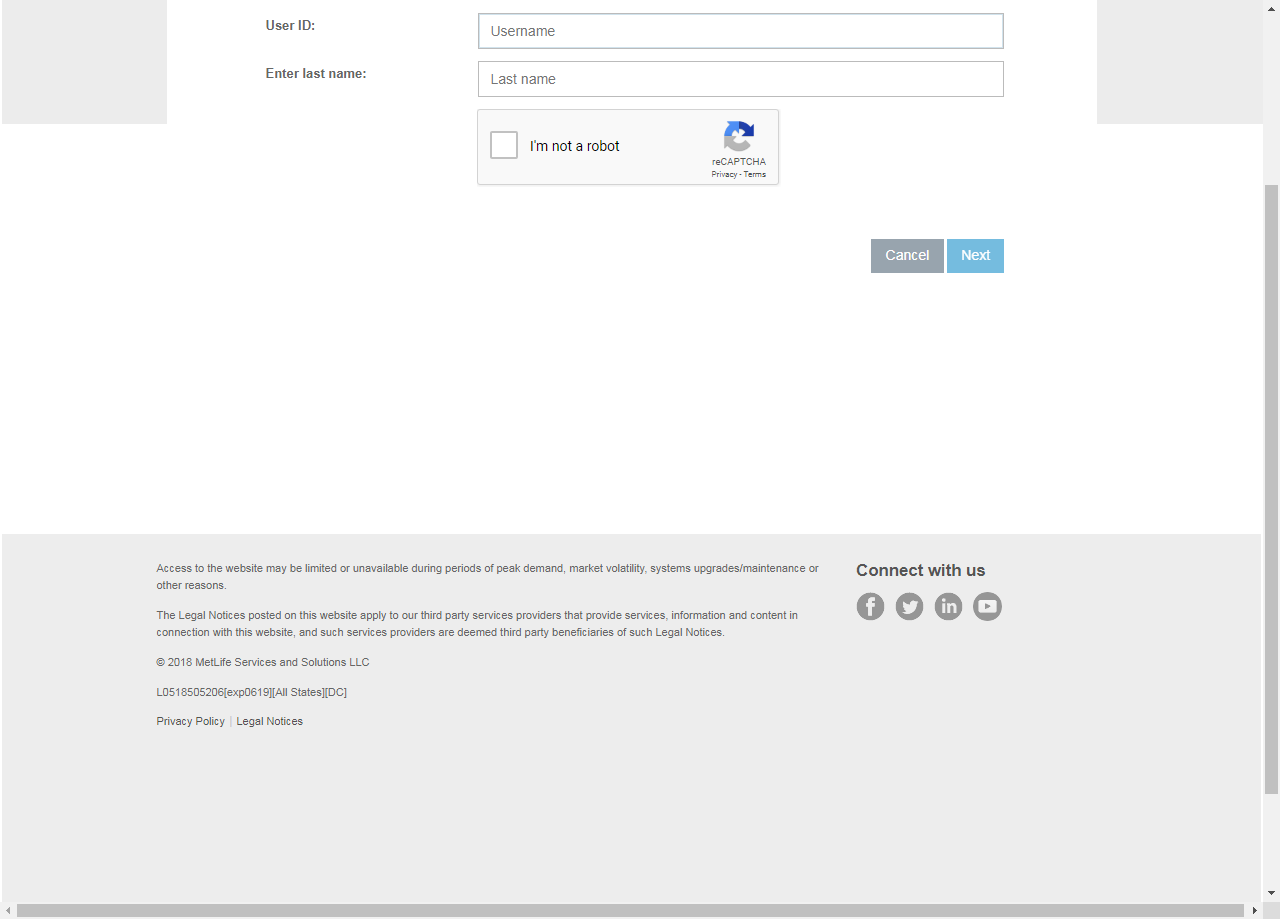 User ID:
Username
Enter last name:
Last name
I'm not a robot
reCAPTCHA
Privacy - Terms
Cancel
Next
Access to the website may be limited or unavailable during periods of peak demand, market volatility, systems upgrades/maintenance or
other reasons.
The Legal Notices posted on this website apply to our third party services providers that provide services, information and content in
connection with this website, and such services providers are deemed third party beneficiaries of such Legal Notices.
© 2018 MetLife Services and Solutions LLC
L0518505206[exp0619][All States][DC]
Privacy Policy | Legal Notices
Connect with us